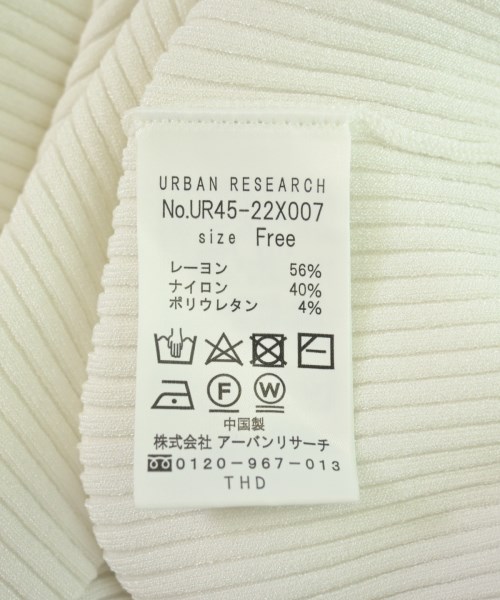 URBAN RESEARCH
No.UR45-22X007
size Free
レーヨン 56%
ナイロン 40%
ポリウレタン 4%
F W
中国製
株式会社 アーバンリサーチ
0120-967-013
THD